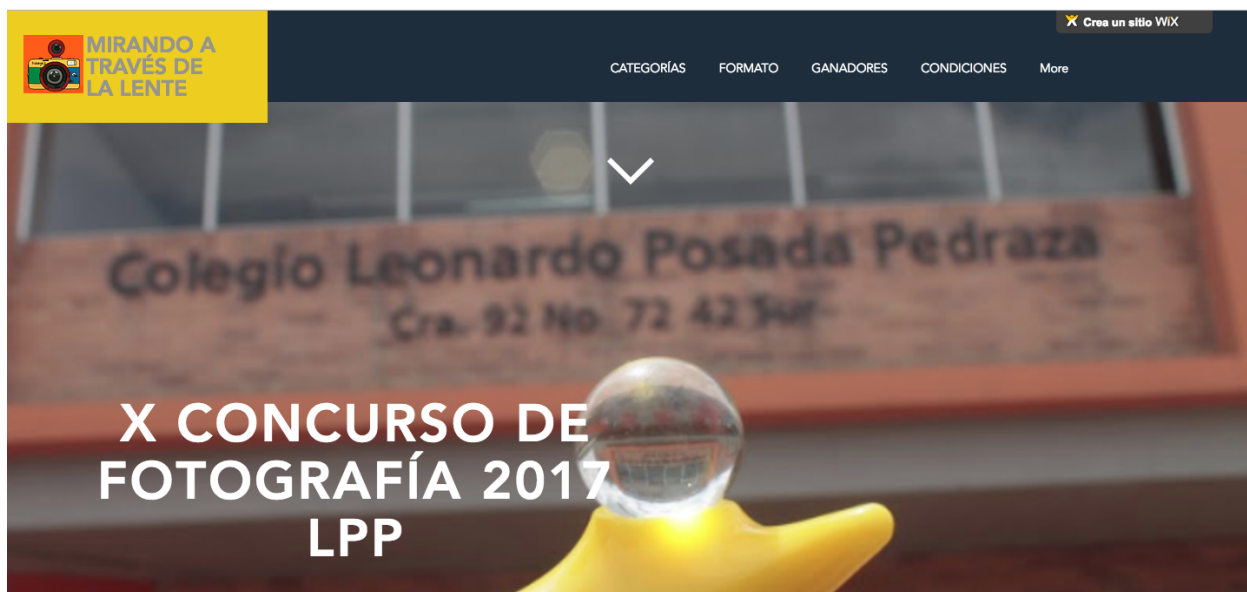 Crea un sitio WiX
MIRANDO A
TRAVÉS DE
LA LENTE
CATEGORÍAS FORMATO GANADORES CONDICIONES More
Colegio Leonardo Posada Pedraza
Cra. 92 No. 72 42 Sur
X CONCURSO DE
FOTOGRAFÍA 2017
LPP